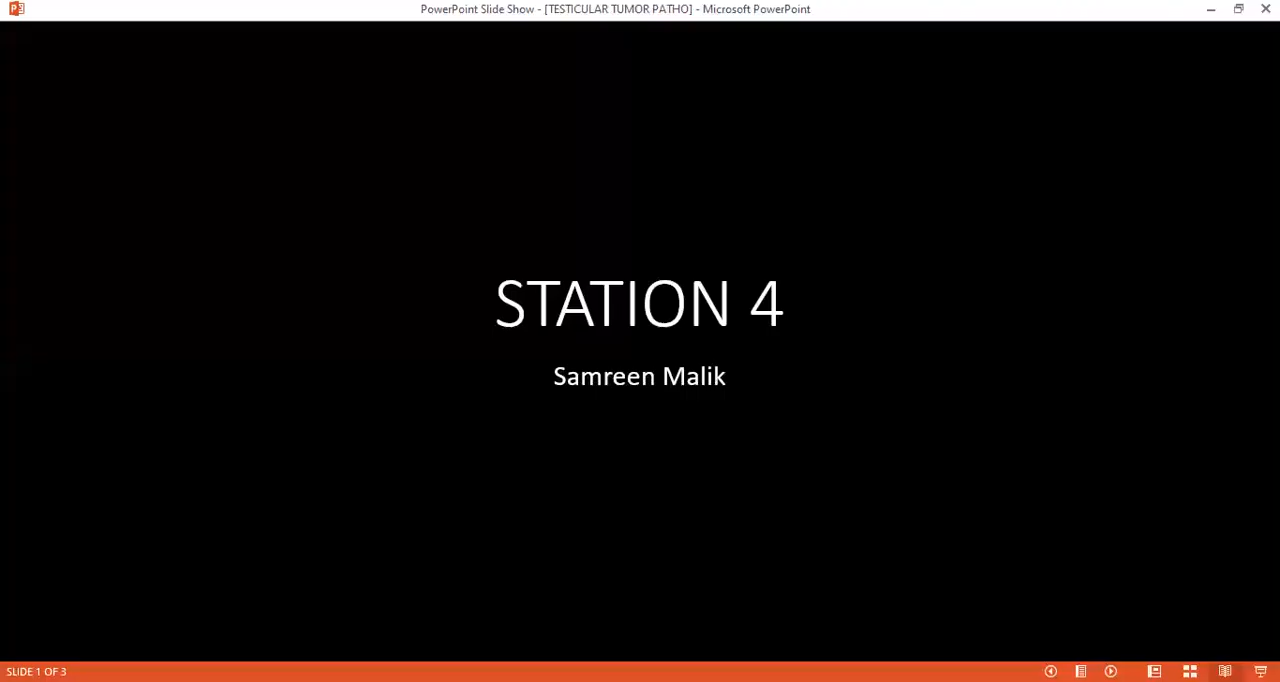 PowerPoint Slide Show - [TESTICULAR TUMOR PATHO] - Microsoft PowerPoint
STATION 4
Samreen Malik
SLIDE 1 OF 3